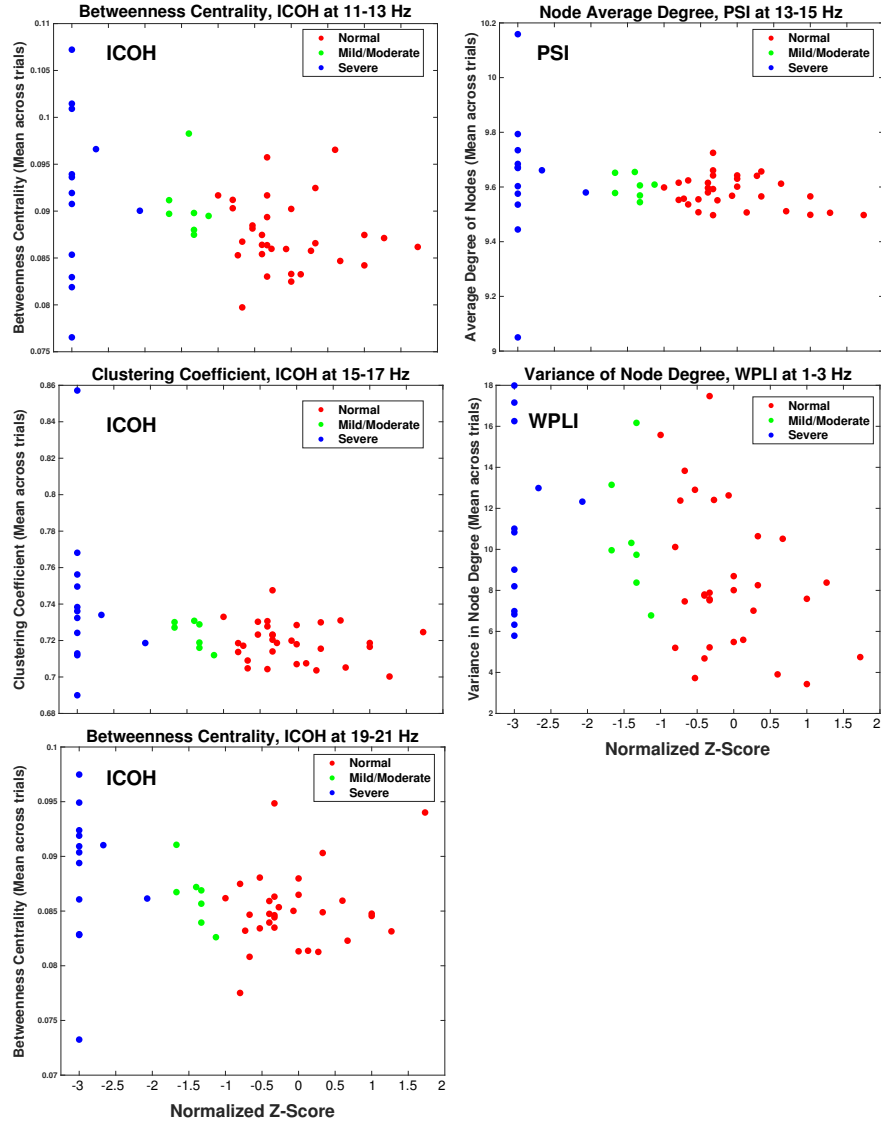 Betweenness Centrality, ICOH at 11-13 Hz
0.11
0.105
0.1
0.095
0.09
0.085
0.08
0.075
Betweenness Centrality (Mean across trials)
ICOH
Normal
Mild/Moderate
Severe
Node Average Degree, PSI at 13-15 Hz
10.2
10
9.8
9.6
9.4
9.2
9
Average Degree of Nodes (Mean across trials)
PSI
Normal
Mild/Moderate
Severe
Clustering Coefficient, ICOH at 15-17 Hz
0.86
0.84
0.82
0.8
0.78
0.76
0.74
0.72
0.7
0.68
Clustering Coefficient (Mean across trials)
ICOH
Normal
Mild/Moderate
Severe
Variance of Node Degree, WPLI at 1-3 Hz
18
16
14
12
10
8
6
4
2
Variance in Node Degree (Mean across trials)
WPLI
Normal
Mild/Moderate
Severe
-3 -2.5 -2 -1.5 -1 -0.5 0 0.5 1 1.5 2
Normalized Z-Score
Betweenness Centrality, ICOH at 19-21 Hz
0.1
0.095
0.09
0.085
0.08
0.075
0.07
Betweenness Centrality (Mean across trials)
ICOH
Normal
Mild/Moderate
Severe
-3 -2.5 -2 -1.5 -1 -0.5 0 0.5 1 1.5 2
Normalized Z-Score